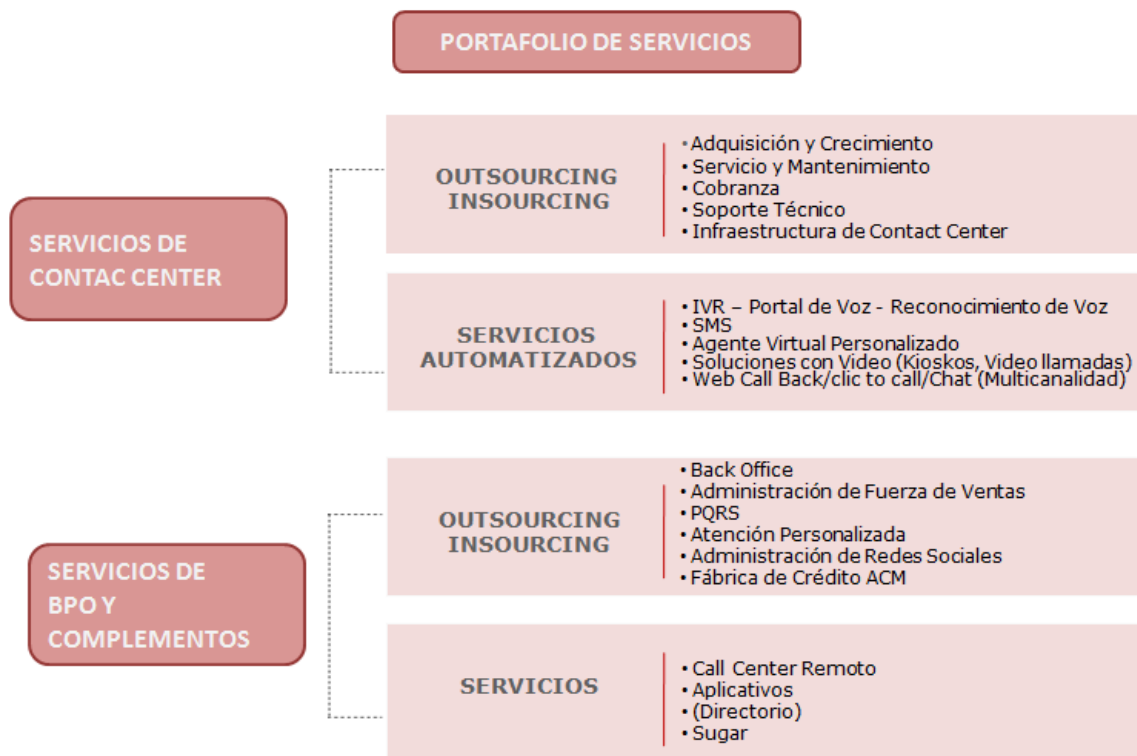 PORTAFOLIO DE SERVICIOS
SERVICIOS DE
CONTAC CENTER
OUTSOURCING
INSOURCING
• Adquisición y Crecimiento
• Servicio y Mantenimiento
• Cobranza
• Soporte Técnico
• Infraestructura de Contact Center
SERVICIOS
AUTOMATIZADOS
• IVR – Portal de Voz - Reconocimiento de Voz
• SMS
• Agente Virtual Personalizado
• Soluciones con Video (Kioskos, Video llamadas)
• Web Call Back/clic to call/Chat (Multicanalidad)
SERVICIOS DE
BPO Y
COMPLEMENTOS
OUTSOURCING
INSOURCING
• Back Office
• Administración de Fuerza de Ventas
• PQRS
• Atención Personalizada
• Administración de Redes Sociales
• Fábrica de Crédito ACM
SERVICIOS
• Call Center Remoto
• Aplicativos
• (Directorio)
• Sugar